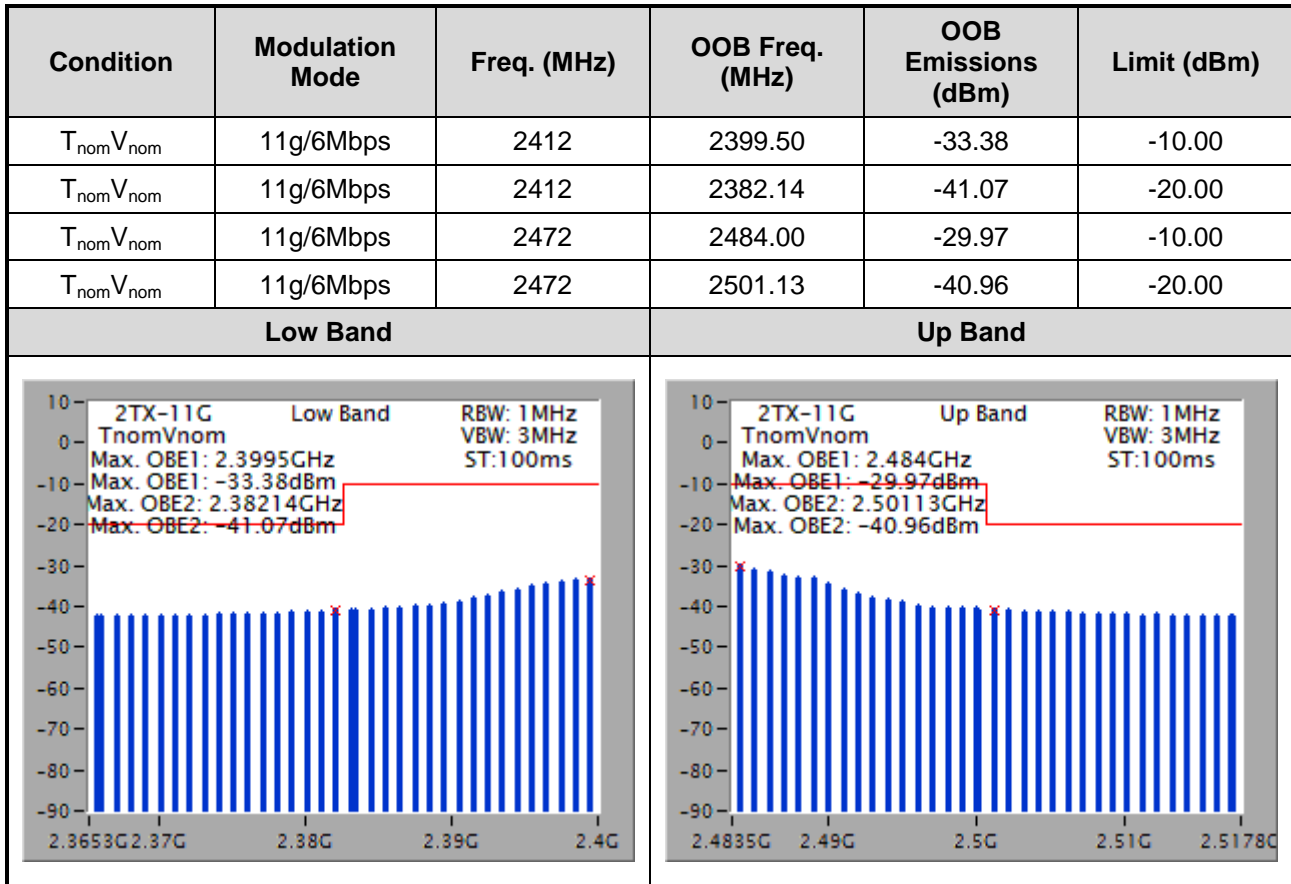 Condition Modulation Mode Freq. (MHz) OOB Freq. (MHz) OOB Emissions (dBm) Limit (dBm)
TnomVnom 11g/6Mbps 2412 2399.50 -33.38 -10.00
TnomVnom 11g/6Mbps 2412 2382.14 -41.07 -20.00
TnomVnom 11g/6Mbps 2472 2484.00 -29.97 -10.00
TnomVnom 11g/6Mbps 2472 2501.13 -40.96 -20.00
Low Band Up Band
2TX-11G Low Band RBW: 1MHz
TnomVnom VBW: 3MHz
Max. OBE1: 2.3995GHz ST:100ms
Max. OBE1: -33.38dBm
Max. OBE2: 2.38214GHz
Max. OBE2: -41.07dBm
10
0
-10
-20
-30
-40
-50
-60
-70
-80
-90
2.3653G 2.37G 2.38G 2.39G 2.4G
2TX-11G Up Band RBW: 1MHz
TnomVnom VBW: 3MHz
Max. OBE1: 2.484GHz ST:100ms
Max. OBE1: -29.97dBm
Max. OBE2: 2.50113GHz
Max. OBE2: -40.96dBm
10
0
-10
-20
-30
-40
-50
-60
-70
-80
-90
2.4835G 2.49G 2.5G 2.51G 2.5178G